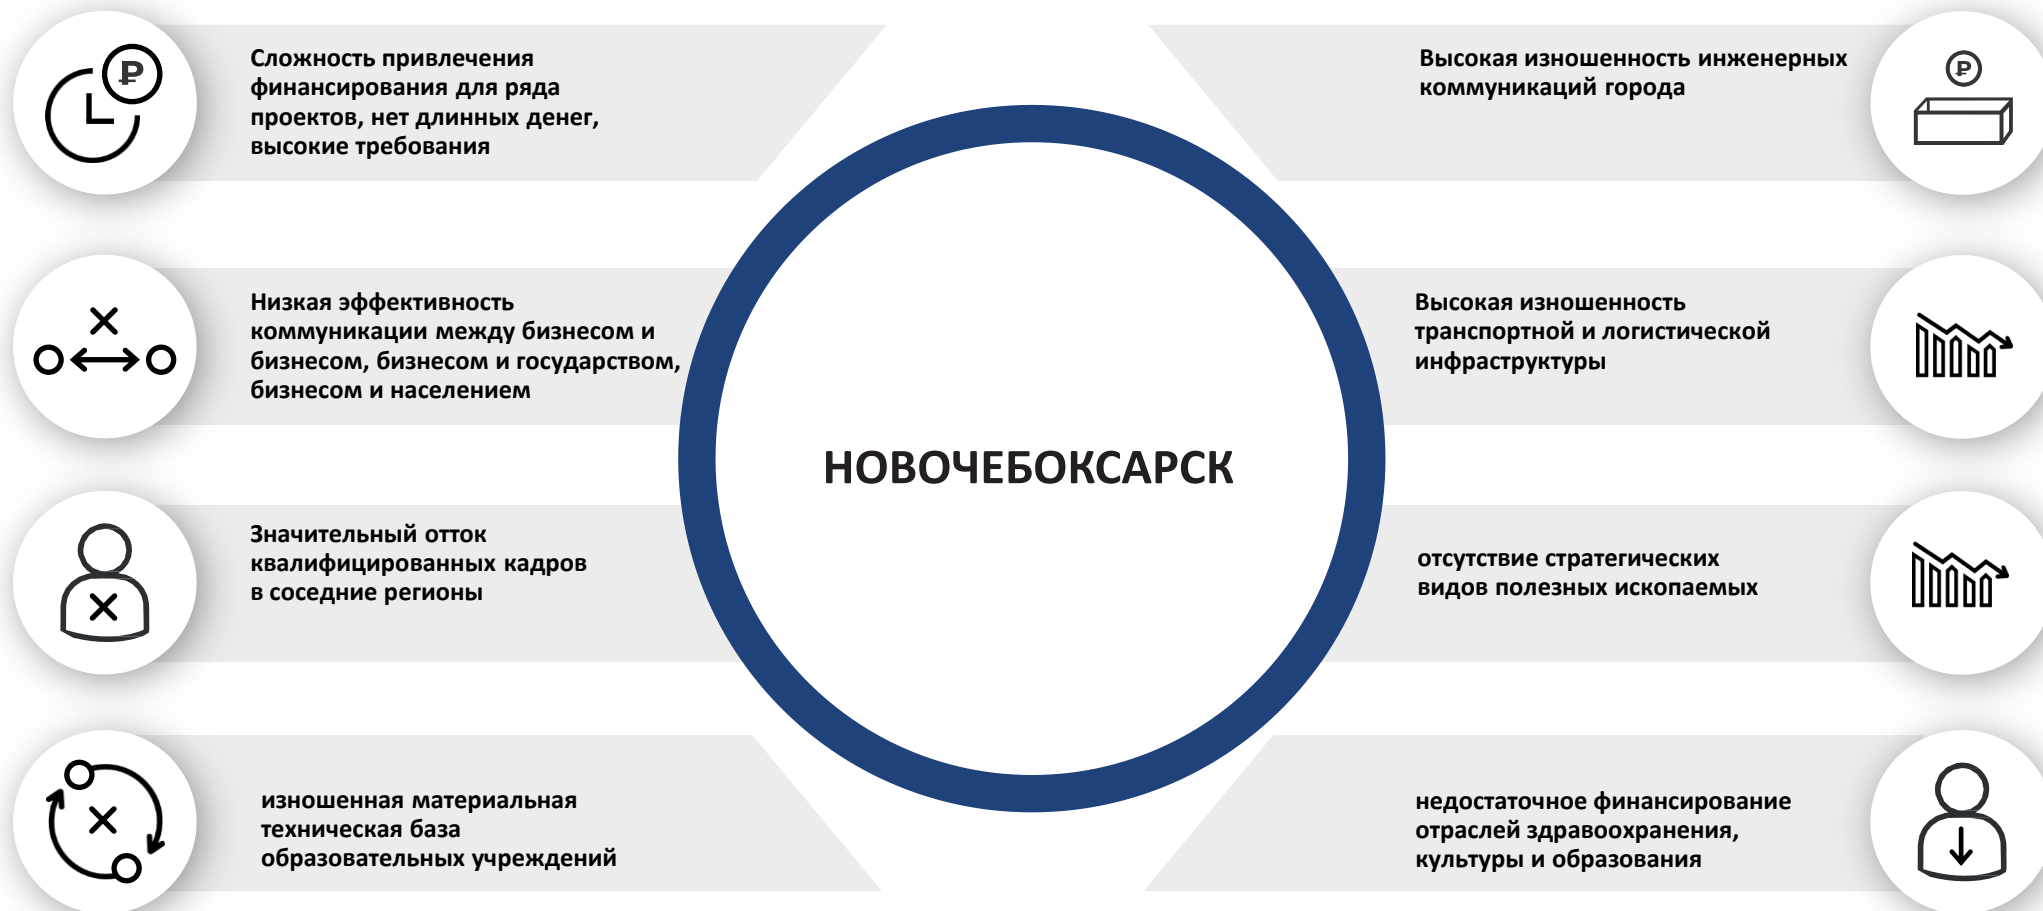 Сложность привлечения
финансирования для ряда
проектов, нет длинных денег,
высокие требования
Низкая эффективность
коммуникации между бизнесом и
бизнесом, бизнесом и государством,
бизнесом и населением
Значительный отток
квалифицированных кадров
в соседние регионы
изношенная материальная
техническая база
образовательных учреждений
НОВОЧЕБОКСАРСК
Высокая изношенность инженерных
коммуникаций города
Высокая изношенность
транспортной и логистической
инфраструктуры
отсутствие стратегических
видов полезных ископаемых
недостаточное финансирование
отраслей здравоохранения,
культуры и образования